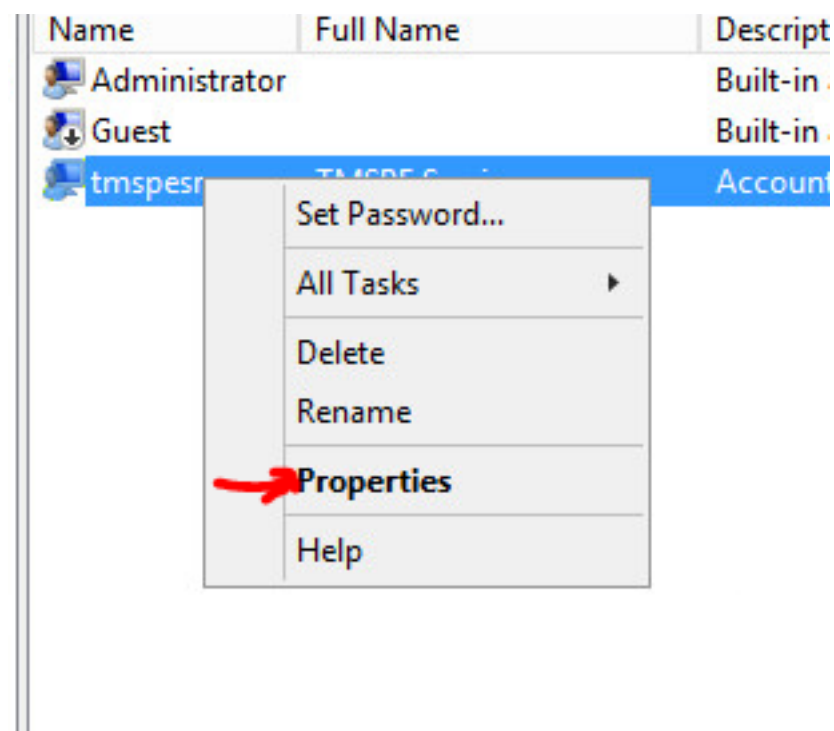 Name Full Name Descript
Administrator Built-in
Guest Built-in
tmspesr Account
Set Password...
All Tasks
Delete
Rename
Properties
Help